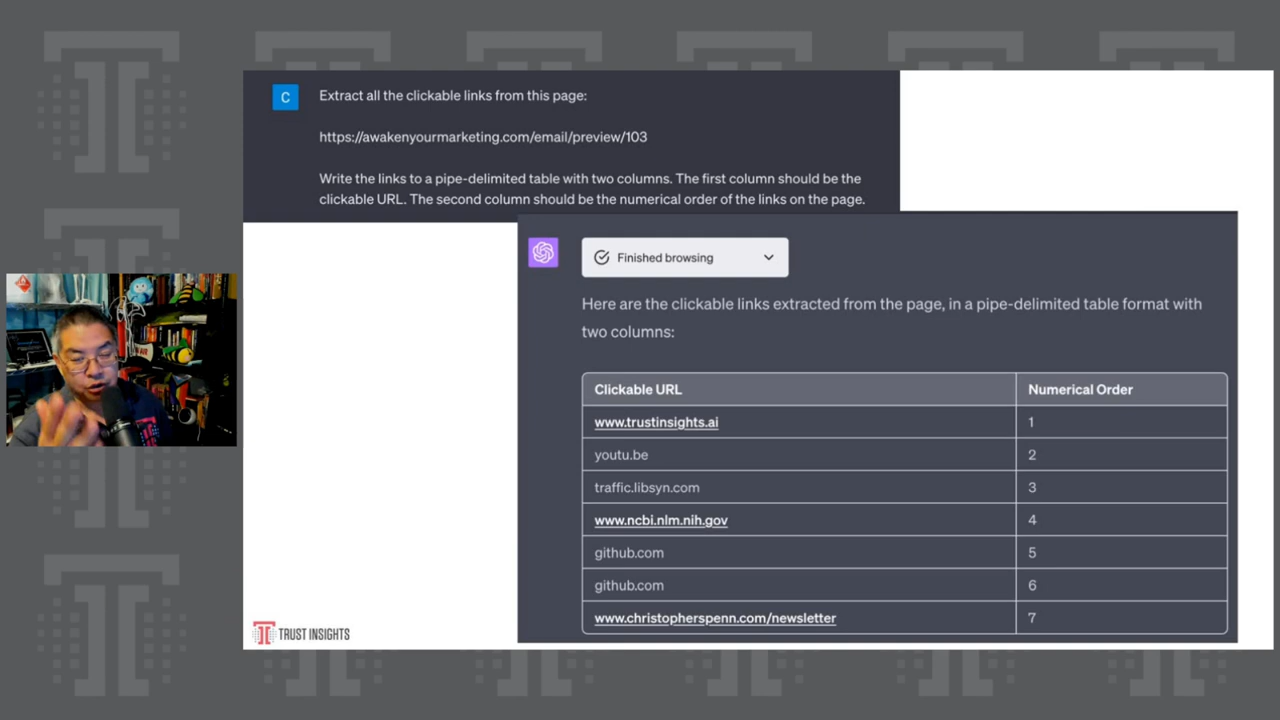 C
Extract all the clickable links from this page:
https://awakenyourmarketing.com/email/preview/103
Write the links to a pipe-delimited table with two columns. The first column should be the
clickable URL. The second column should be the numerical order of the links on the page.
Finished browsing
Here are the clickable links extracted from the page, in a pipe-delimited table format with
two columns:
Clickable URL Numerical Order
www.trustinsights.ai 1
youtu.be 2
traffic.libsyn.com 3
www.ncbi.nlm.nih.gov 4
github.com 5
github.com 6
www.christopherspenn.com/newsletter 7
TRUST INSIGHTS